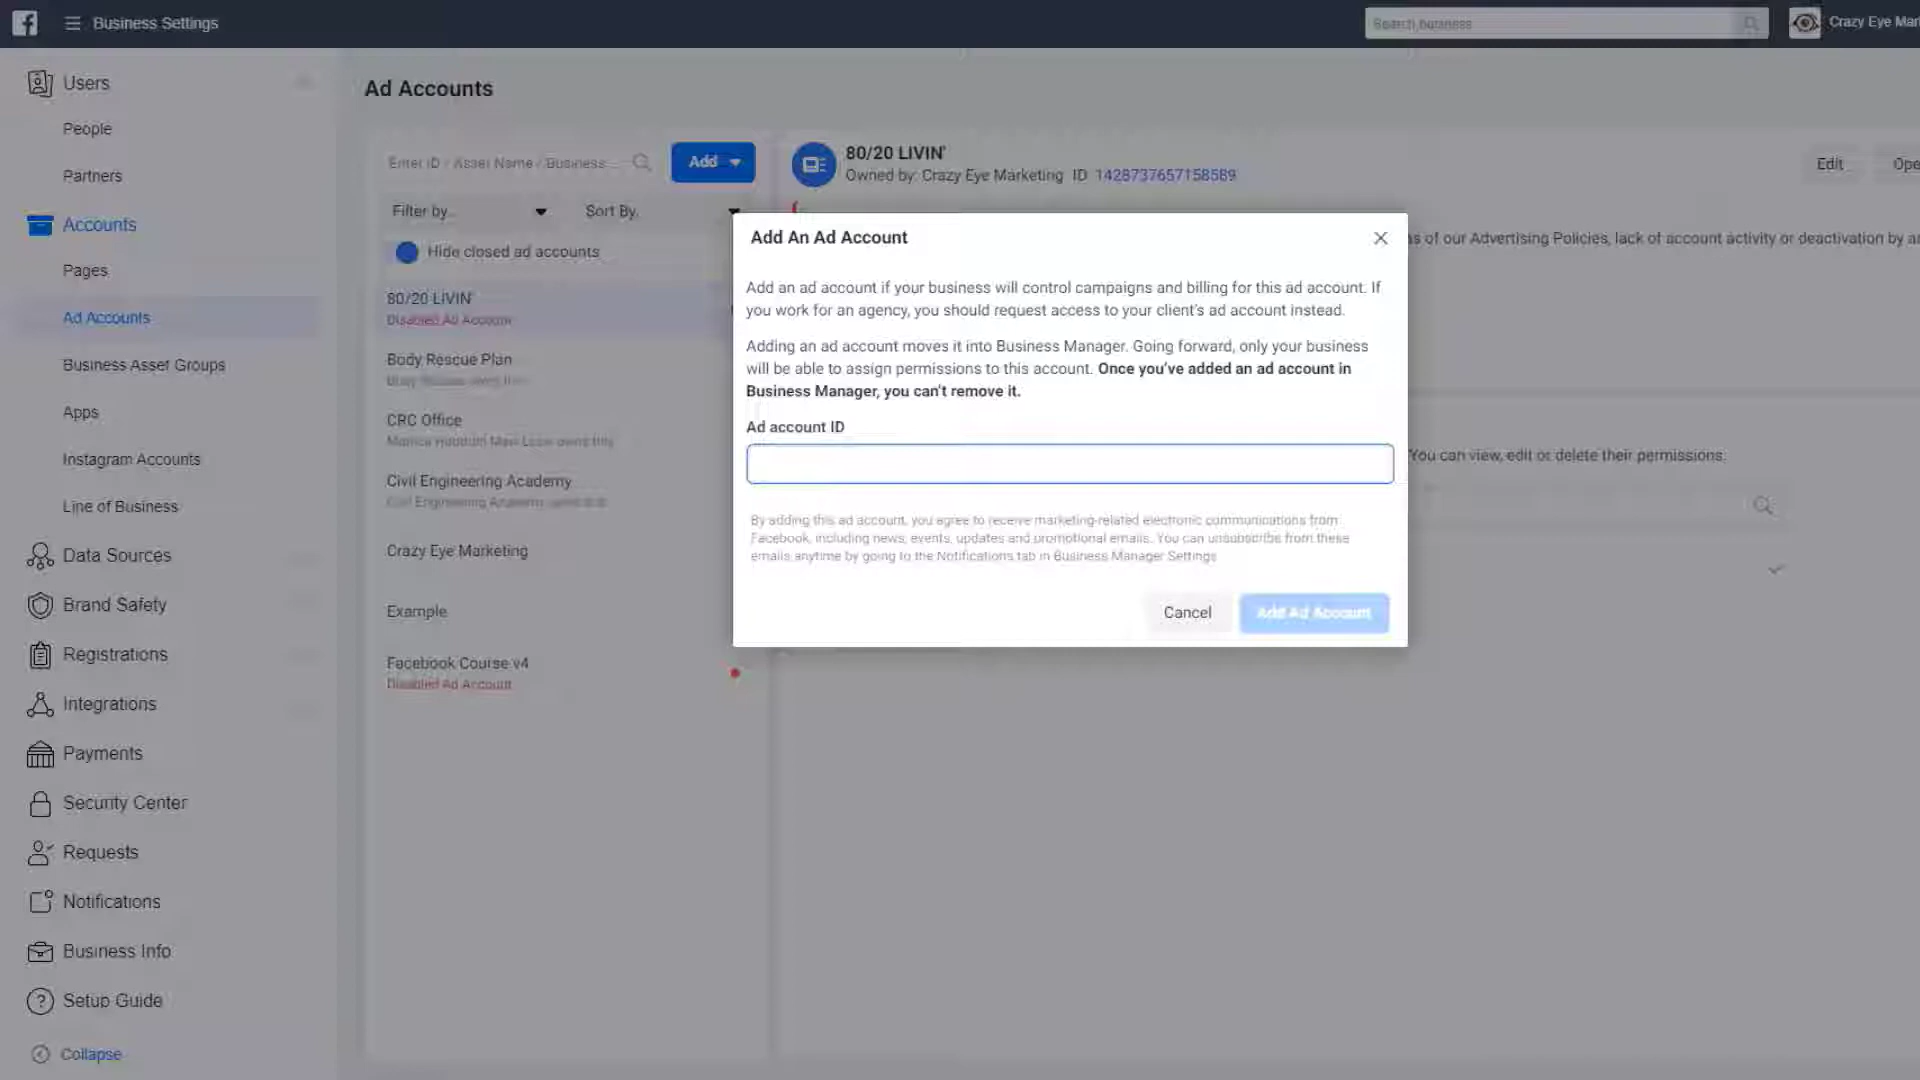 Business Settings
Search business
Crazy Eye Mar
Users
People
Partners
Accounts
Pages
Ad Accounts
Business Asset Groups
Apps
Instagram Accounts
Line of Business
Data Sources
Brand Safety
Registrations
Integrations
Payments
Security Center
Requests
Notifications
Business Info
Setup Guide
Collapse
Ad Accounts
Enter ID / Asset Name / Business ...
Add
Filter by
Sort By
Hide closed ad accounts
80/20 LIVIN'
Disabled Ad Account
Body Rescue Plan
CRC Office
Civil Engineering Academy
Civil Engineering Academy owns this
Crazy Eye Marketing
Example
Facebook Course v4
Disabled Ad Account
80/20 LIVIN'
Owned by: Crazy Eye Marketing ID 1428737657158589
Edit
Ope
s of our Advertising Policies, lack of account activity or deactivation by a
You can view, edit or delete their permissions.
Add An Ad Account
Add an ad account if your business will control campaigns and billing for this ad account. If
you work for an agency, you should request access to your client's ad account instead.
Adding an ad account moves it into Business Manager. Going forward, only your business
will be able to assign permissions to this account. Once you've added an ad account in
Business Manager, you can't remove it.
Ad account ID
By adding this ad account, you agree to receive marketing-related electronic communications from
Facebook, including news, events, updates and promotional emails. You can unsubscribe from these
emails anytime by going to the Notifications tab in Business Manager Settings
Cancel
Add Ad Account